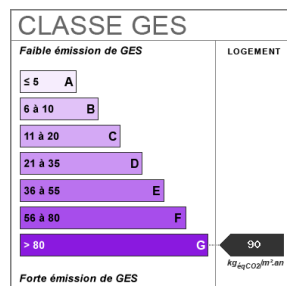 CLASSE GES
Faible émission de GES
LOGEMENT
≤ 5 A
6 à 10 B
11 à 20 C
21 à 35 D
36 à 55 E
56 à 80 F
> 80 G
90
kgéqCO2/m².an
Forte émission de GES